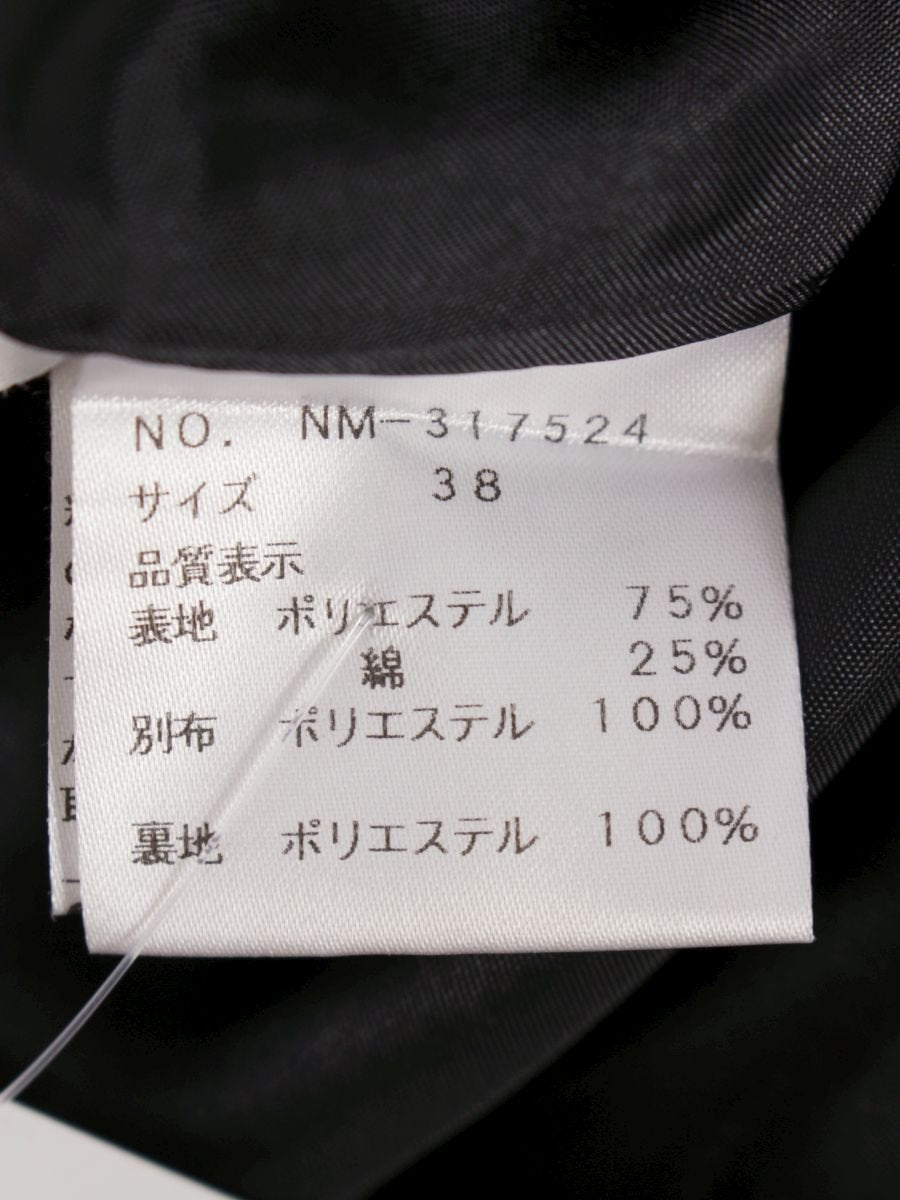 NO. NM-317524
サイズ 38
品質表示
表地 ポリエステル 75%
綿 25%
別布 ポリエステル 100%
裏地 ポリエステル 100%